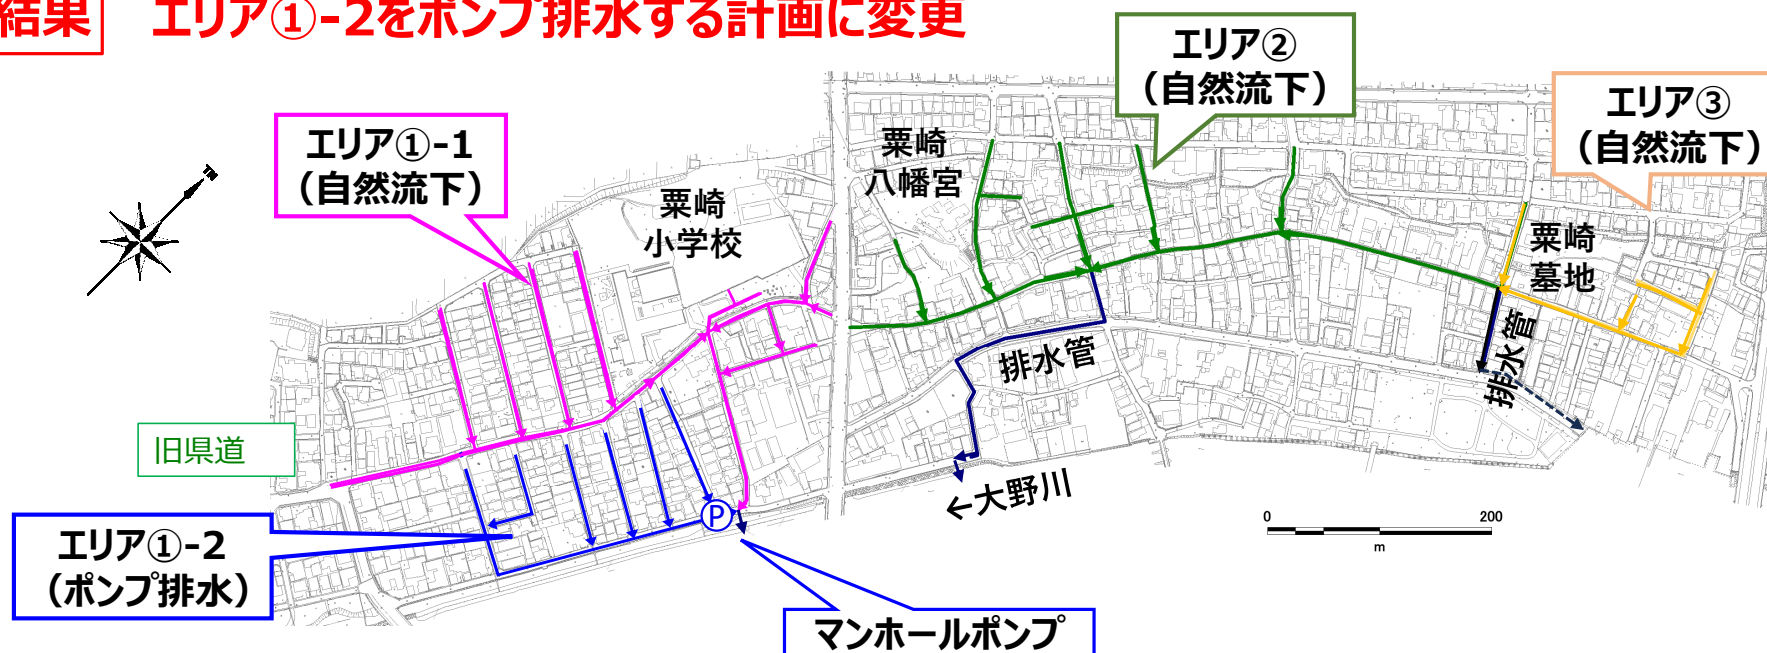 結果 エリア①-2をポンプ排水する計画に変更
エリア②
（自然流下）
エリア③
（自然流下）
エリア①-1
（自然流下）
粟崎
八幡宮
粟崎
小学校
粟崎
墓地
排水管
排水管
旧県道
←大野川
P
エリア①-2
（ポンプ排水）
0 200
m
マンホールポンプ